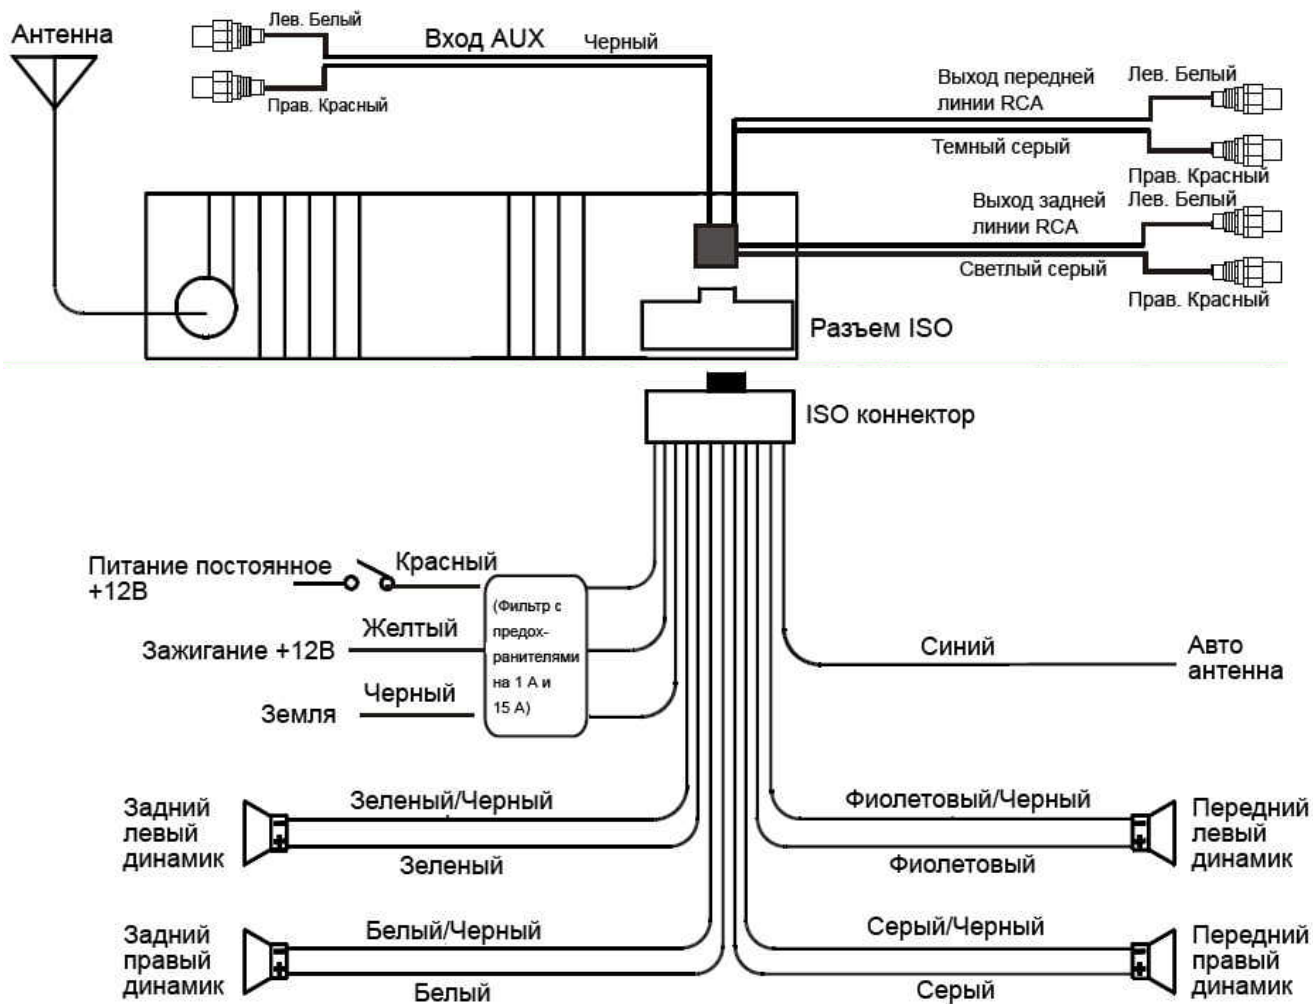 Антенна
Лев. Белый
Вход AUX
Черный
Прав. Красный
Выход передней
линии RCA
Лев. Белый
Темный серый
Прав. Красный
Выход задней
линии RCA
Лев. Белый
Светлый серый
Прав. Красный
Разъем ISO
ISO коннектор
Питание постоянное
+12В
Красный
(Фильтр с
предох-
ранителями
на 1 А и
15 А)
Зажигание +12В
Желтый
Земля
Черный
Синий
Авто
антенна
Задний
левый
динамик
Зеленый/Черный
Зеленый
Фиолетовый/Черный
Фиолетовый
Передний
левый
динамик
Задний
правый
динамик
Белый/Черный
Белый
Серый/Черный
Серый
Передний
правый
динамик